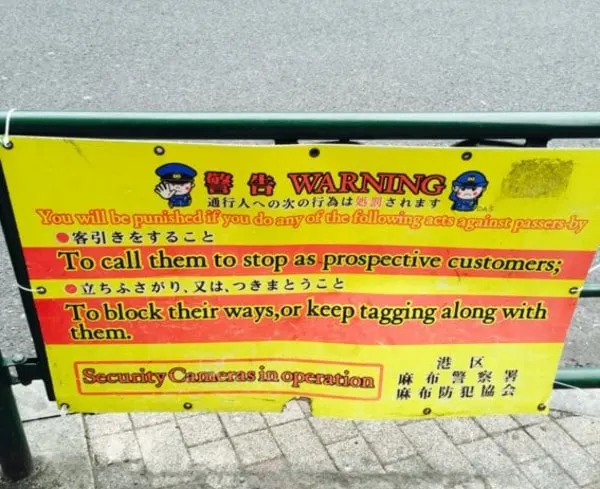 警告 WARNING
通行人への次の行為は処罰されます
You will be punished if you do any of the following acts against passers-by
●客引きをすること
To call them to stop as prospective customers;
●立ちふさがり、又は、つきまとうこと
To block their ways,or keep tagging along with
them.
Security Cameras in operation
港区
麻布警察署
麻布防犯協会